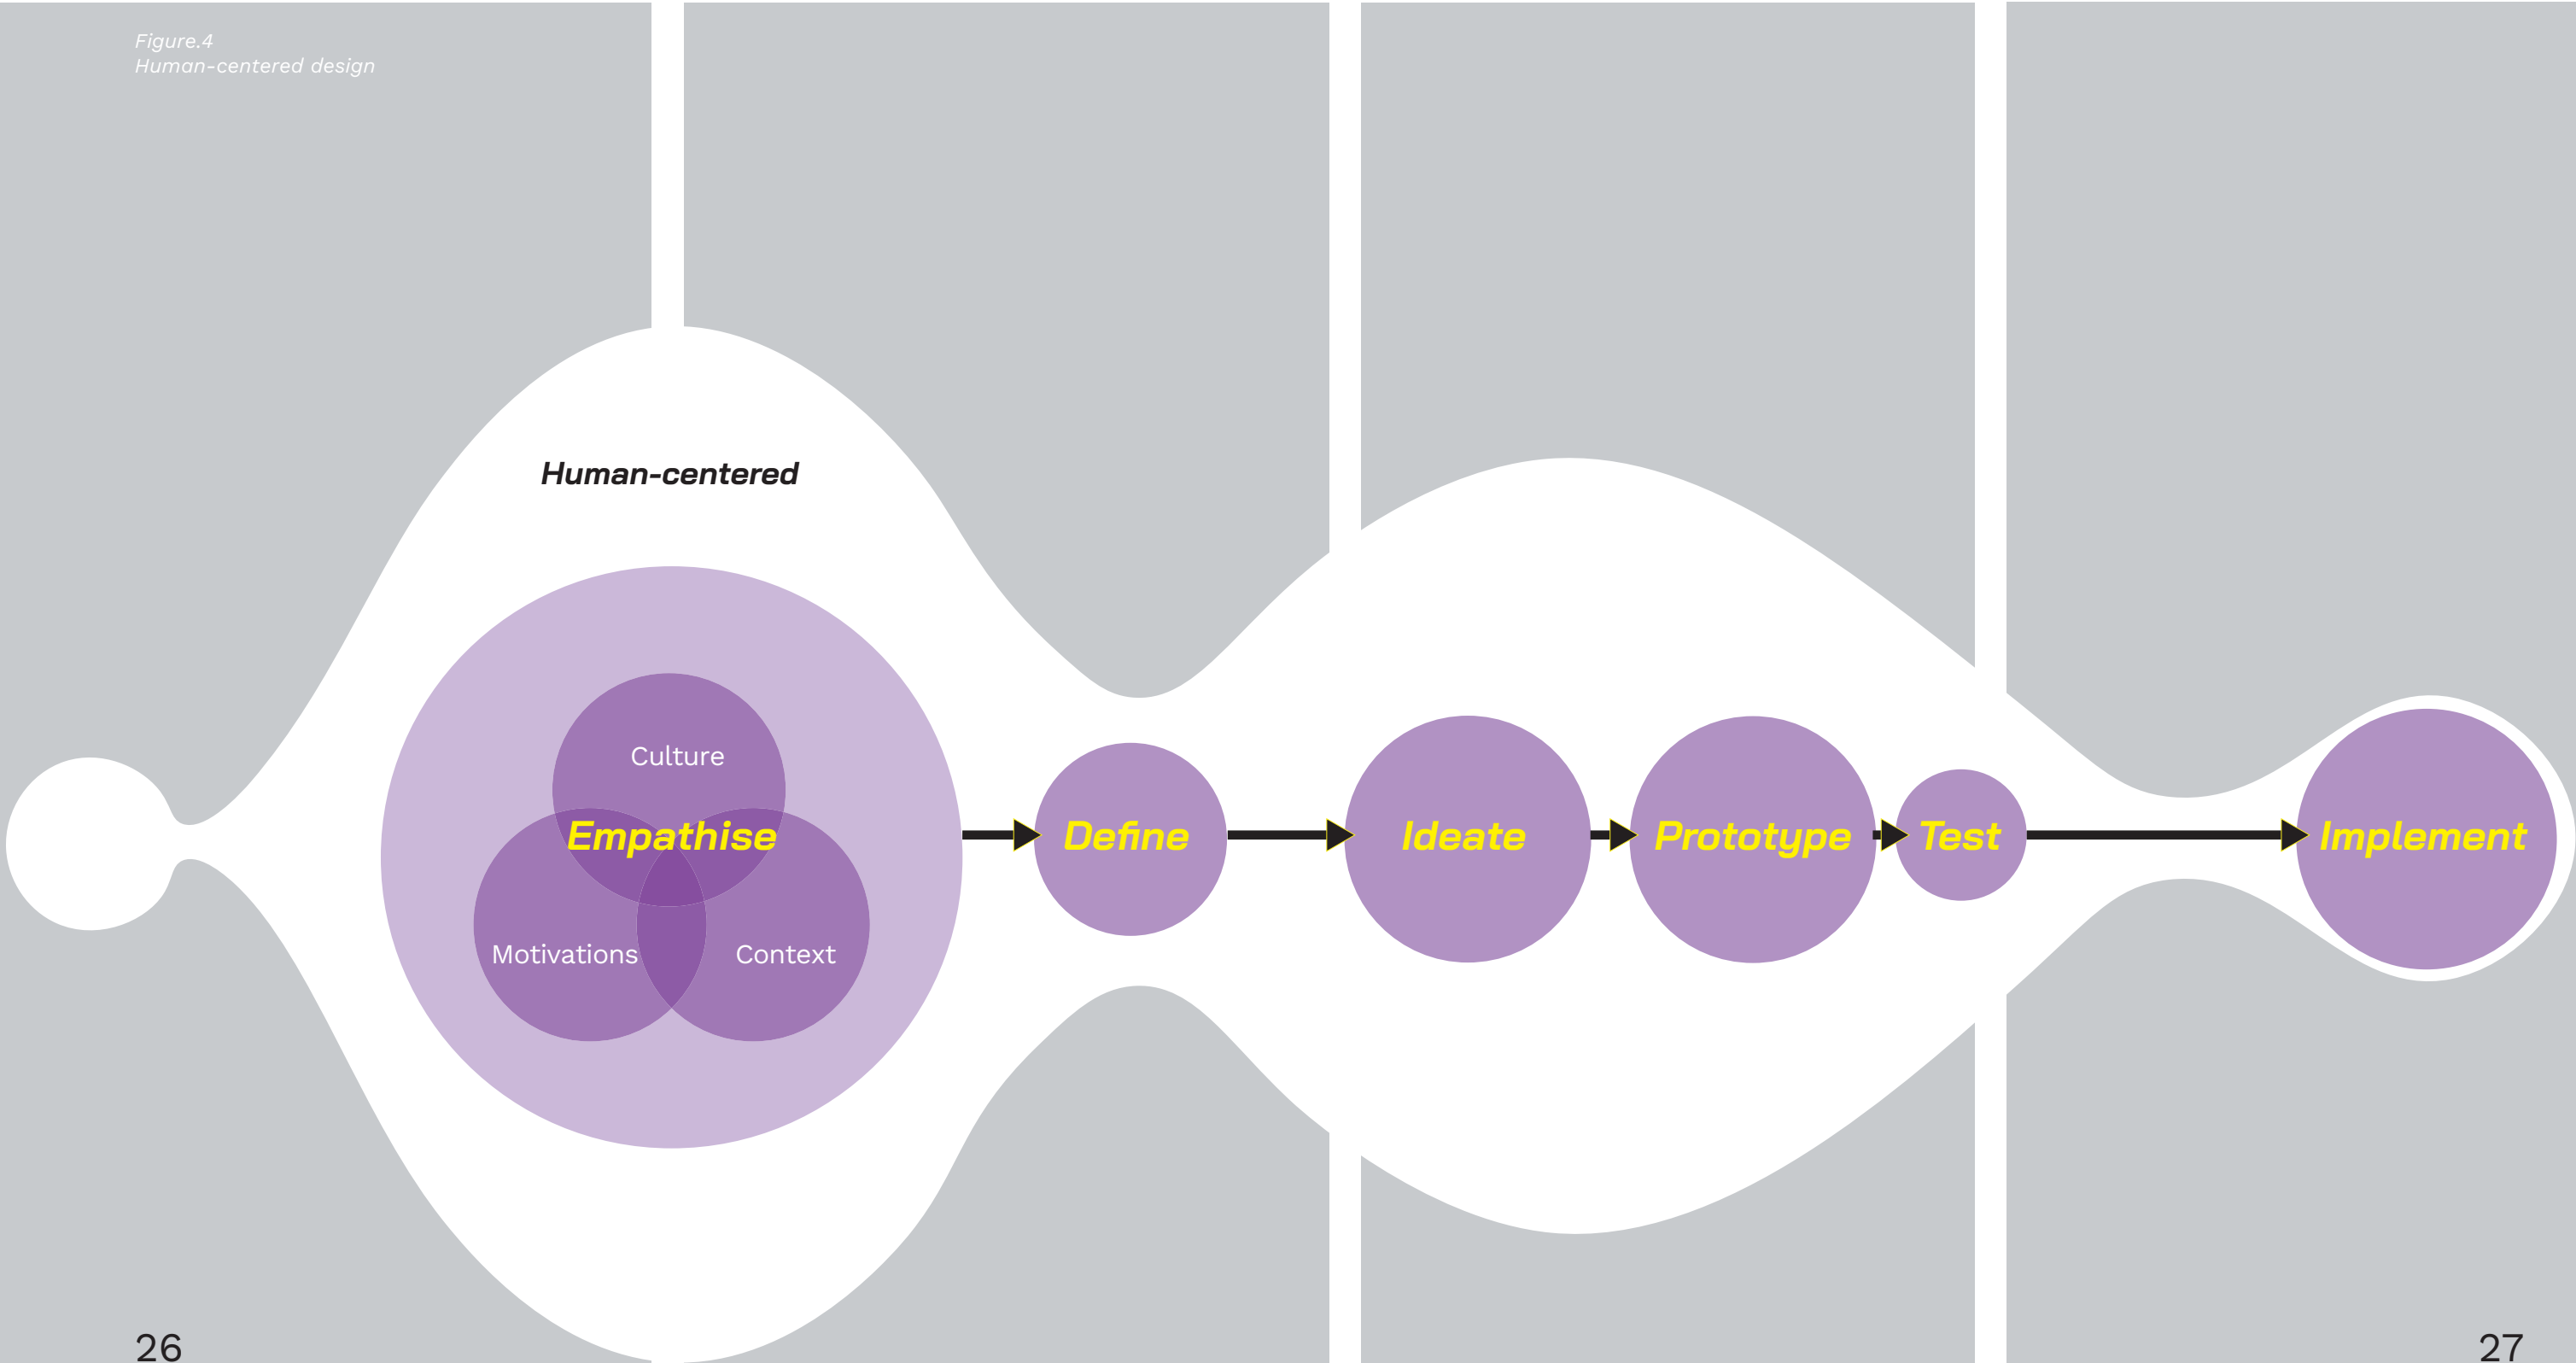 Figure.4
Human-centered design
Human-centered
Culture
Empathise
Motivations
Context
Define
Ideate
Prototype
Test
Implement
26
27